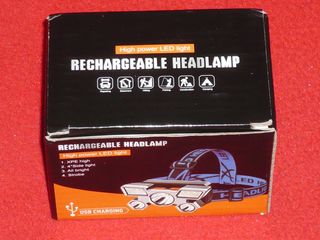 High power LED light
RECHARGEABLE HEADLAMP
RECHARGEABLE HEADLAMP
High power LED light
1. XPE high
2. 4*Side light
3. All bright
4. Strobe
USB CHARGING